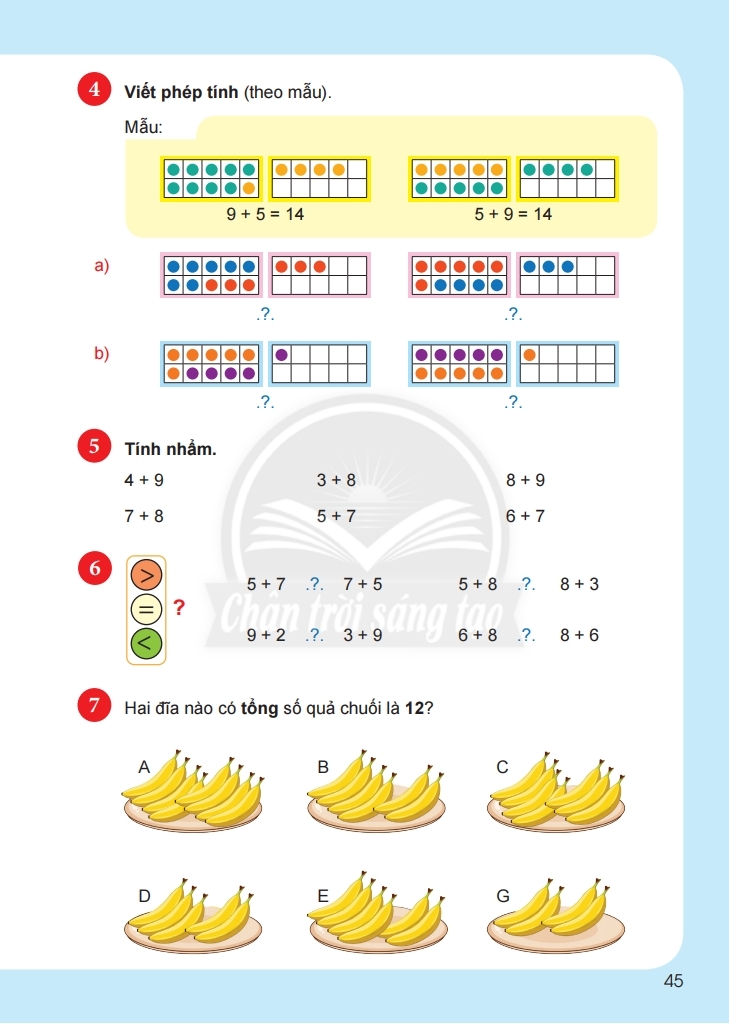 4 Viết phép tính (theo mẫu).
Mẫu:
9 + 5 = 14 5 + 9 = 14
a)
.?. .?.
b)
.?. .?.
5 Tính nhẩm.
4 + 9 3 + 8 8 + 9
7 + 8 5 + 7 6 + 7
6 > = < ?
5 + 7 .?. 7 + 5 5 + 8 .?. 8 + 3
9 + 2 .?. 3 + 9 6 + 8 .?. 8 + 6
Chân trời sáng tạo
7 Hai đĩa nào có tổng số quả chuối là 12?
A B C
D E G
45